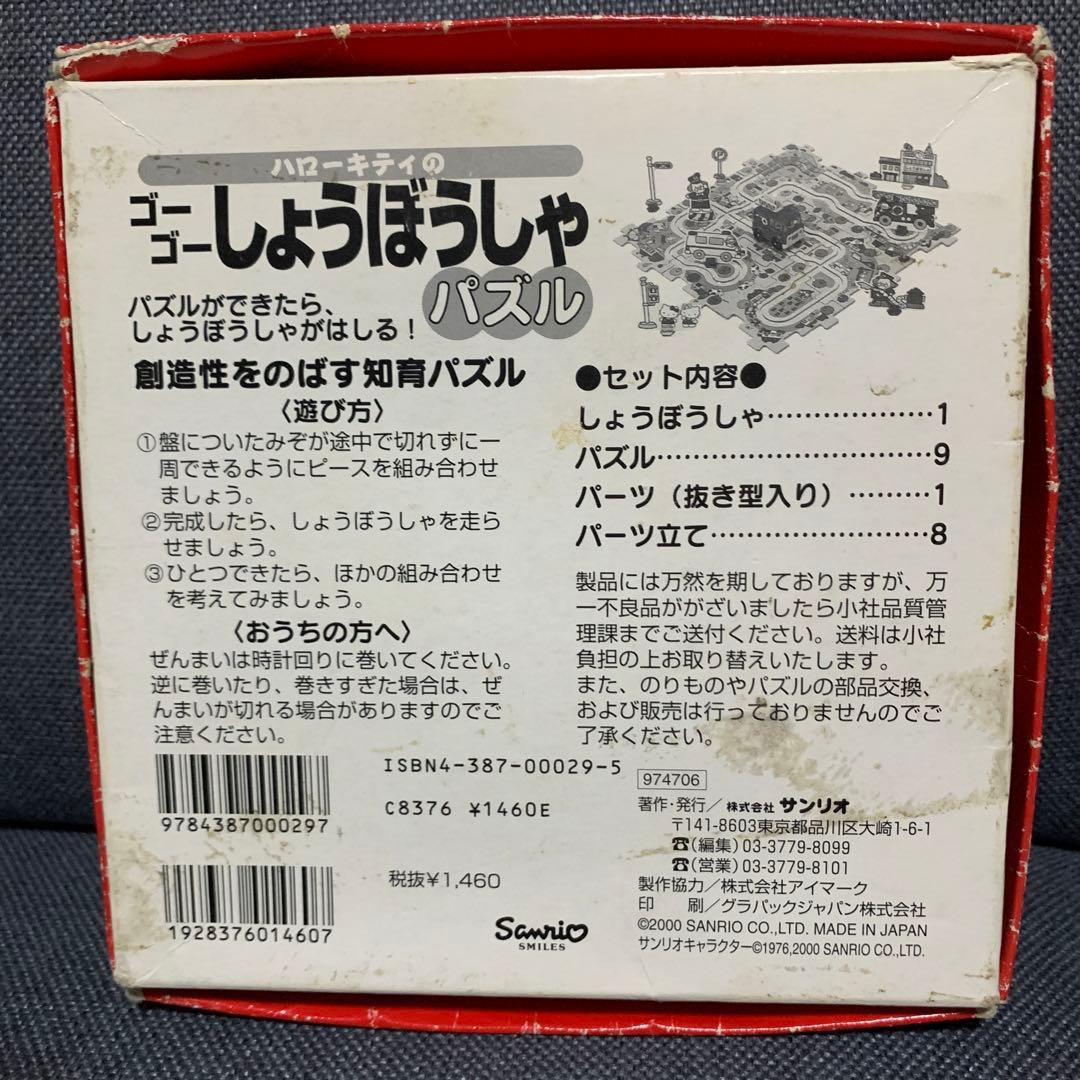 ハローキティの
ゴーゴーしょうぼうしゃ
パズル
パズルができたら、
しょうぼうしゃがはしる！
創造性をのばす知育パズル
〈遊び方〉
①盤についたみぞが途中で切れずに一
周できるようにピースを組み合わせ
ましょう。
②完成したら、しょうぼうしゃを走ら
せましょう。
③ひとつできたら、ほかの組み合わせ
を考えてみましょう。
〈おうちの方へ〉
ぜんまいは時計回りに巻いてください。
逆に巻いたり、巻きすぎた場合は、ぜ
んまいが切れる場合がありますのでご
注意ください。
●セット内容●
しょうぼうしゃ…………………1
パズル……………………………9
パーツ（抜き型入り）………1
パーツ立て………………………8
製品には万然を期しておりますが、万
一不良品ががざいましたら小社品質管
理課までご送付ください。送料は小社
負担の上お取り替えいたします。
また、のりものやパズルの部品交換、
および販売は行っておりませんのでご
了承ください。
9784387000297
ISBN4-387-00029-5
C8376 ¥1460E
1928376014607
税抜¥1,460
Sanrio
SMILES
974706
著作・発行／株式会社サンリオ
〒141-8603東京都品川区大崎1-6-1
☎(編集) 03-3779-8099
☎(営業) 03-3779-8101
製作協力／株式会社アイマーク
印　刷／グラパックジャパン株式会社
©2000 SANRIO CO.,LTD. MADE IN JAPAN
サンリオキャラクター©1976,2000 SANRIO CO.,LTD.